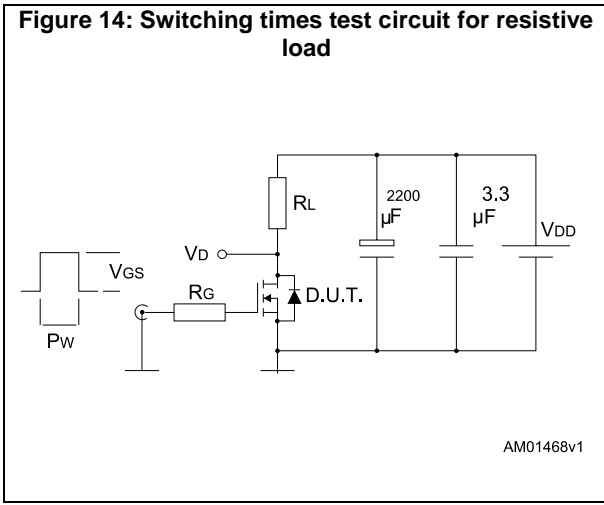 Figure 14: Switching times test circuit for resistive
load
RL
2200
µF
3.3
µF
VDD
VD
VGS
RG
D.U.T.
PW
AM01468v1